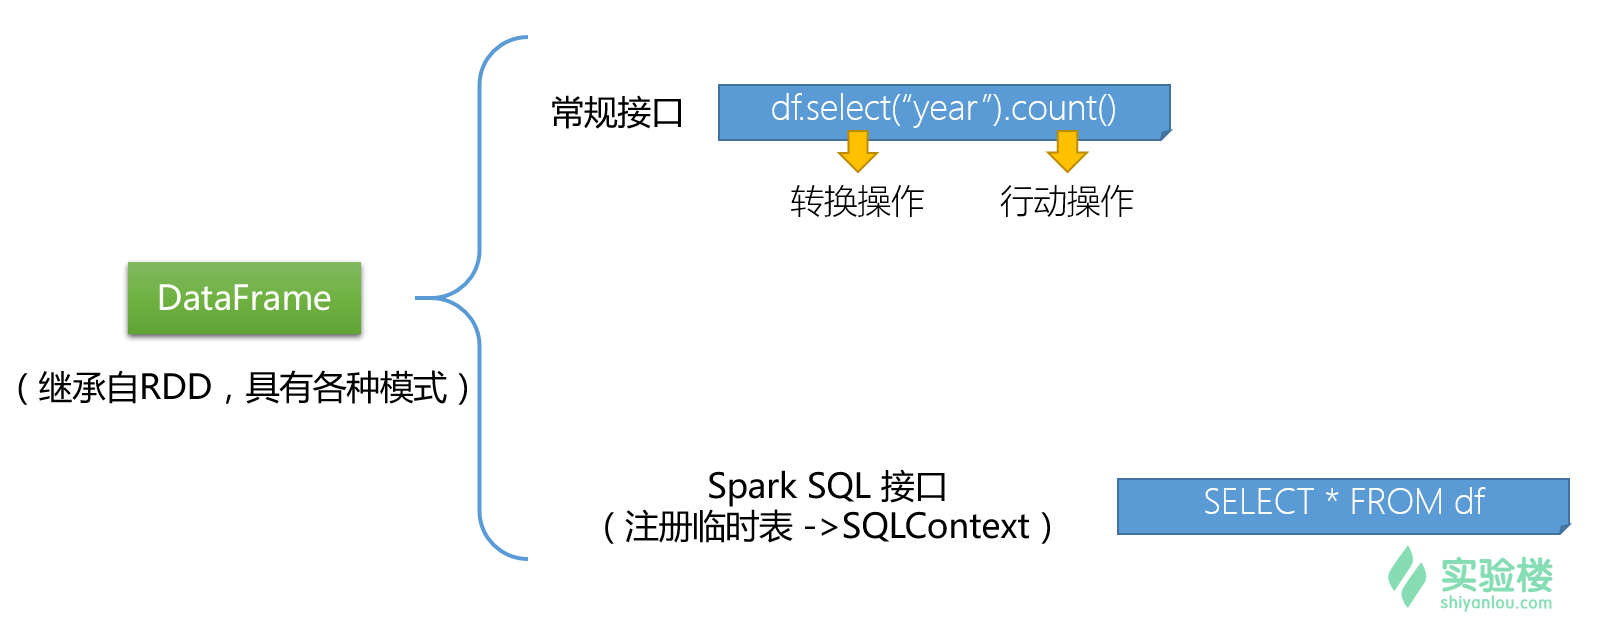 常规接口
df.select(“year”).count()
转换操作
行动操作
DataFrame
（继承自RDD，具有各种模式）
Spark SQL 接口
（注册临时表 ->SQLContext）
SELECT * FROM df
实验楼
shiyanlou.com